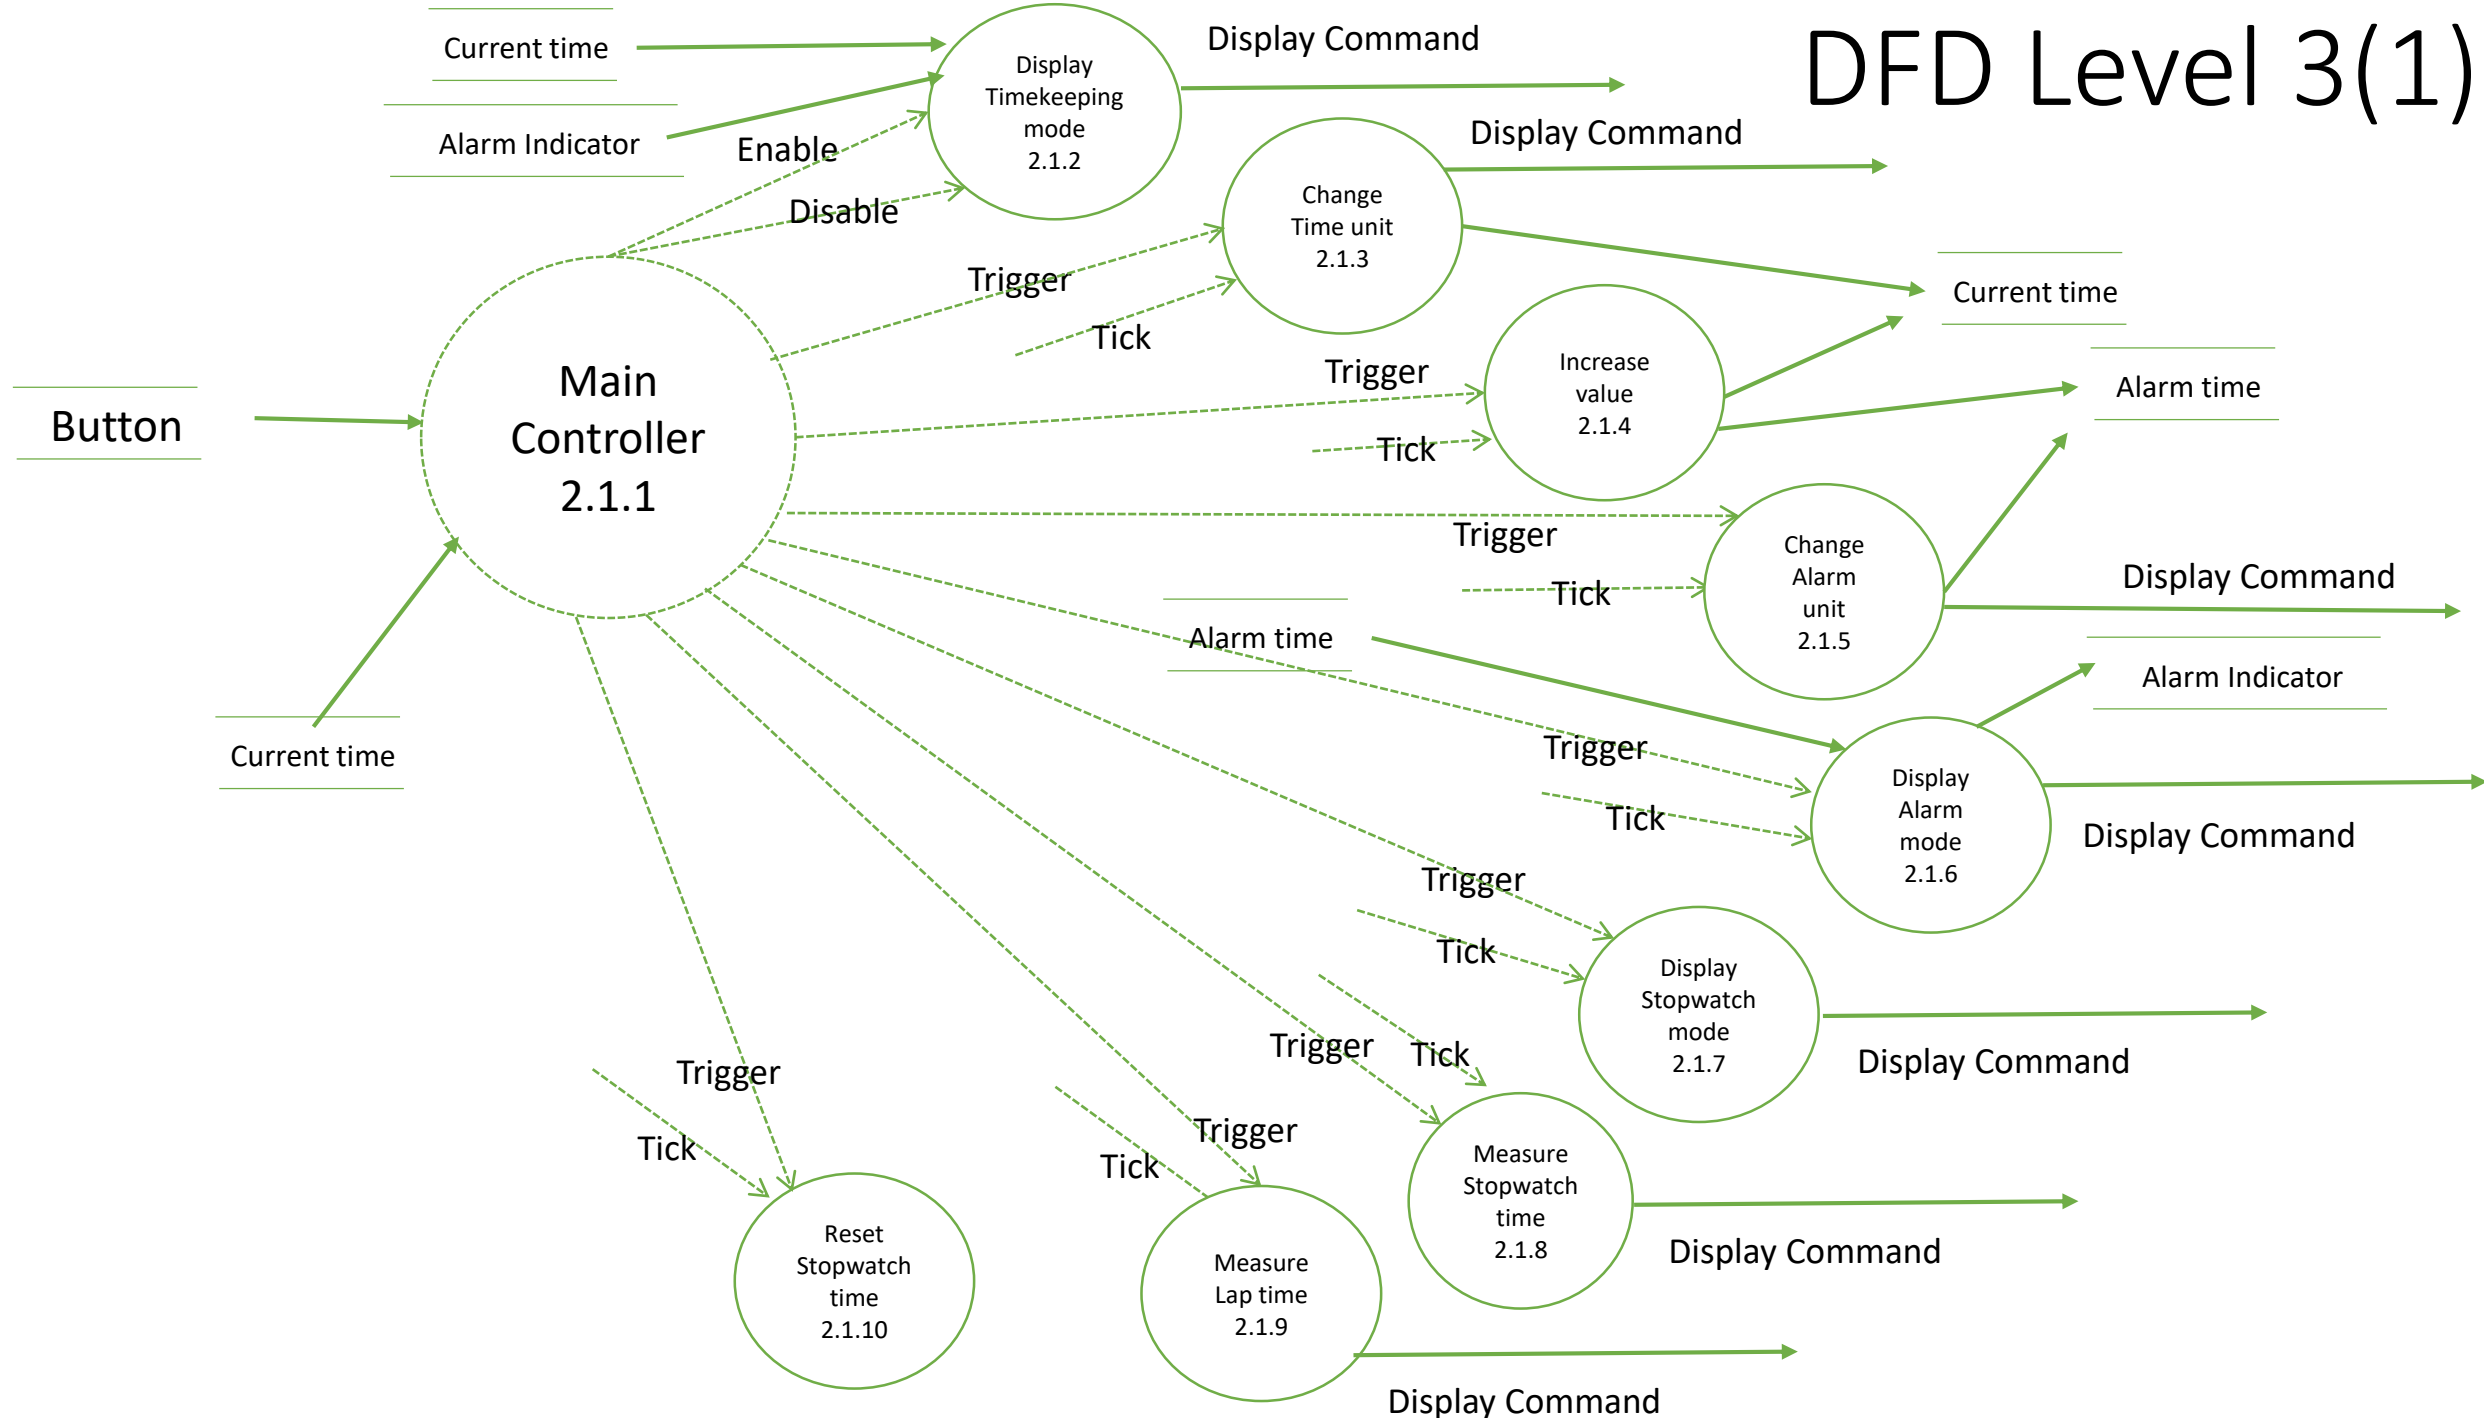 DFD Level 3(1)
Current time
Display Command
Display
Timekeeping
mode
2.1.2
Alarm Indicator
Enable
Disable
Display Command
Change
Time unit
2.1.3
Trigger
Tick
Current time
Increase
value
2.1.4
Trigger
Tick
Alarm time
Button
Main
Controller
2.1.1
Trigger
Tick
Change
Alarm
unit
2.1.5
Display Command
Alarm time
Alarm Indicator
Current time
Trigger
Tick
Display
Alarm
mode
2.1.6
Display Command
Trigger
Tick
Display
Stopwatch
mode
2.1.7
Display Command
Trigger
Tick
Measure
Stopwatch
time
2.1.8
Display Command
Trigger
Tick
Reset
Stopwatch
time
2.1.10
Trigger
Tick
Measure
Lap time
2.1.9
Display Command